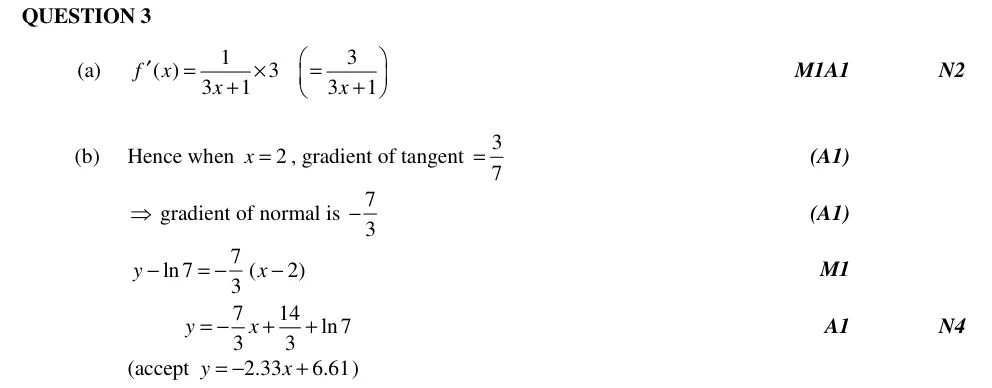 QUESTION 3
(a) f′(x) = 1/(3x+1) × 3 (= 3/(3x+1)) M1A1 N2
(b) Hence when x = 2, gradient of tangent = 3/7 (A1)
⇒ gradient of normal is −7/3 (A1)
y − ln 7 = −7/3 (x − 2) M1
y = −7/3 x + 14/3 + ln 7 A1 N4
(accept y = −2.33x + 6.61)